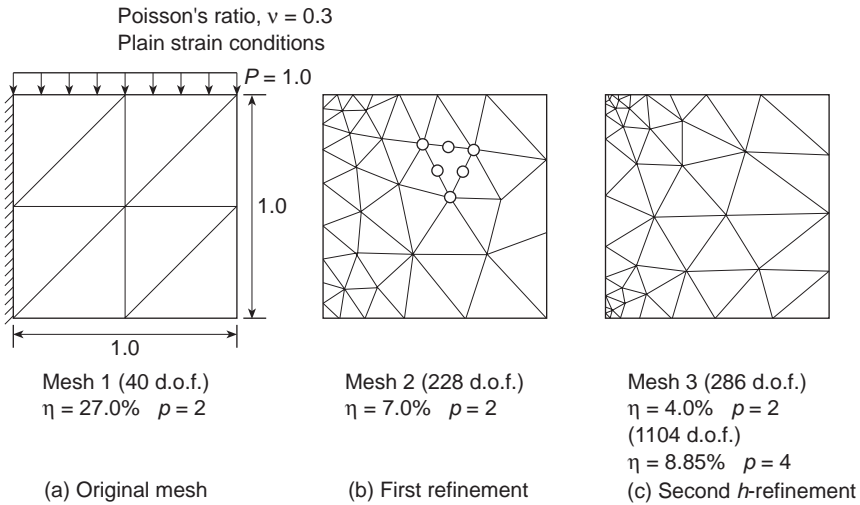 Poisson's ratio, ν = 0.3
Plain strain conditions
P = 1.0
1.0
1.0
Mesh 1 (40 d.o.f.)
η = 27.0% p = 2
(a) Original mesh
Mesh 2 (228 d.o.f.)
η = 7.0% p = 2
(b) First refinement
Mesh 3 (286 d.o.f.)
η = 4.0% p = 2
(1104 d.o.f.)
η = 8.85% p = 4
(c) Second h-refinement